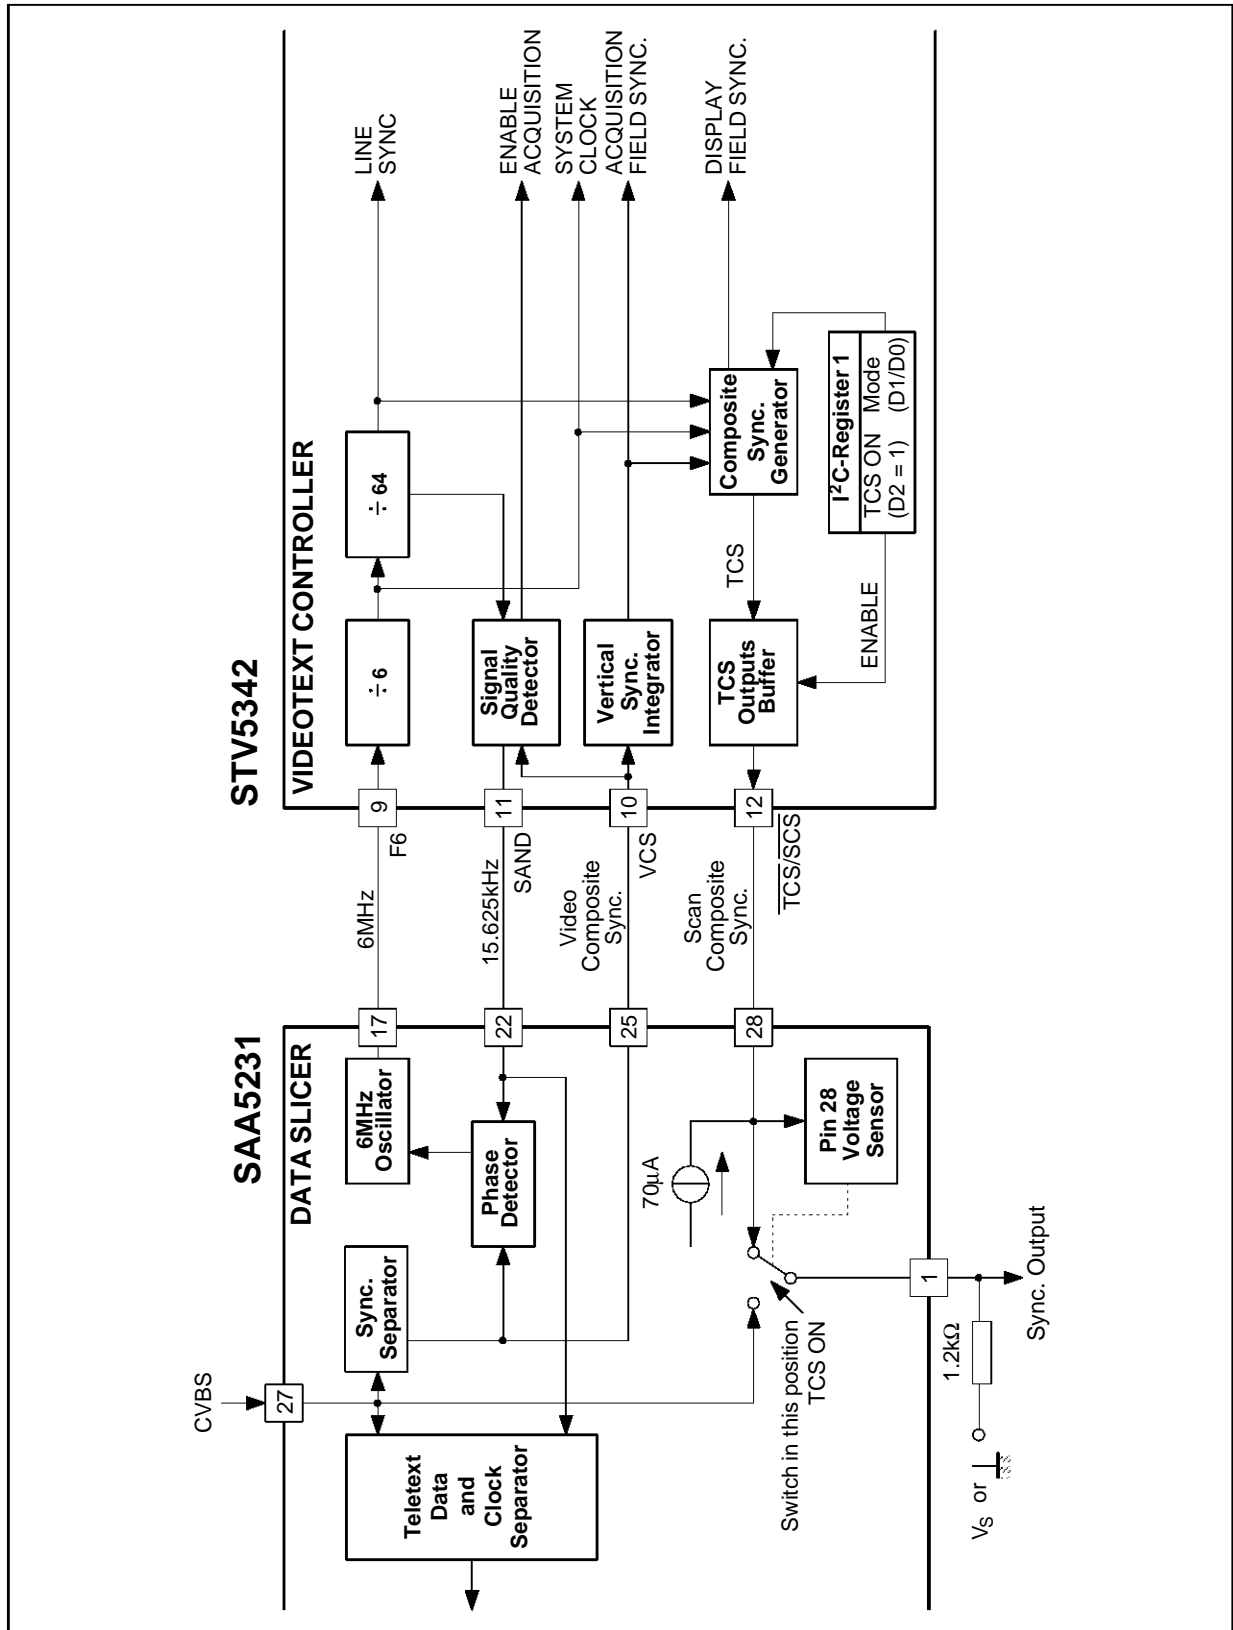 SAA5231
DATA SLICER
STV5342
VIDEOTEXT CONTROLLER
CVBS
27
Teletext
Data
and
Clock
Separator
Sync.
Separator
Phase
Detector
6MHz
Oscillator
17
22
25
28
70µA
Pin 28
Voltage
Sensor
Switch in this position
TCS ON
1
1.2kΩ
VS or
Sync. Output
6MHz
15.625kHz
Video
Composite
Sync.
Scan
Composite
Sync.
F6
SAND
VCS
TCS/SCS
9
11
10
12
÷ 6
÷ 64
Signal
Quality
Detector
Vertical
Sync.
Integrator
TCS
Outputs
Buffer
TCS
ENABLE
Composite
Sync.
Generator
I²C-Register 1
TCS ON Mode
(D2 = 1) (D1/D0)
LINE
SYNC
ENABLE
ACQUISITION
SYSTEM
CLOCK
ACQUISITION
FIELD SYNC.
DISPLAY
FIELD SYNC.